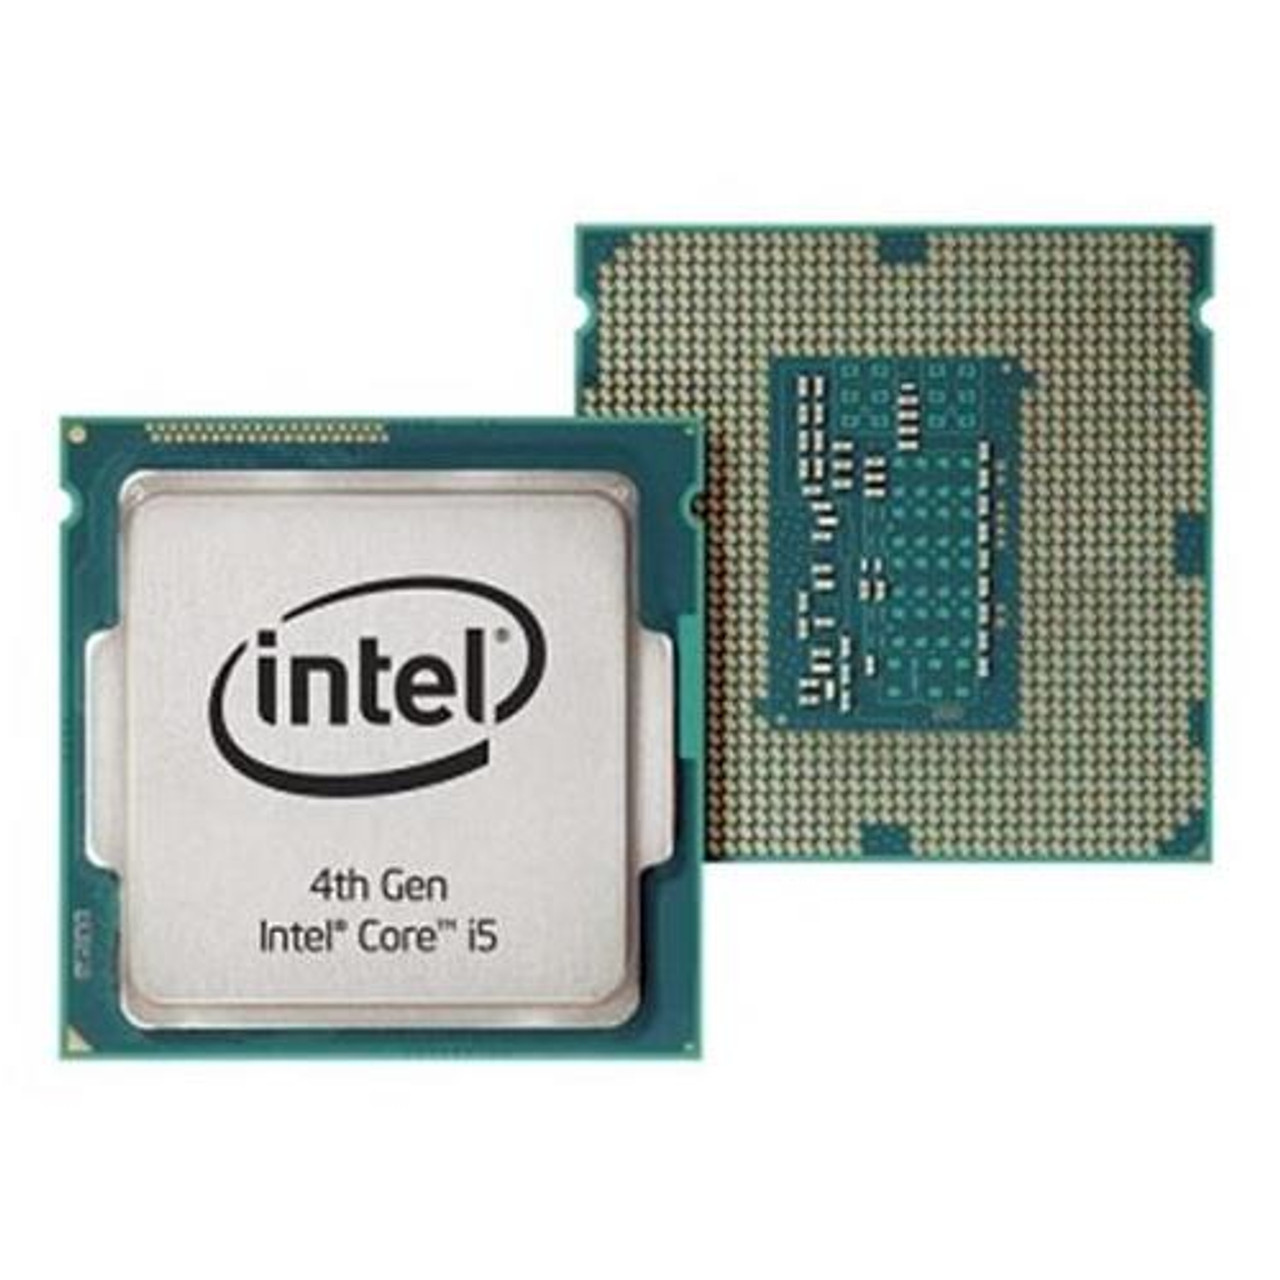 intel®
4th Gen
Intel® Core™ i5